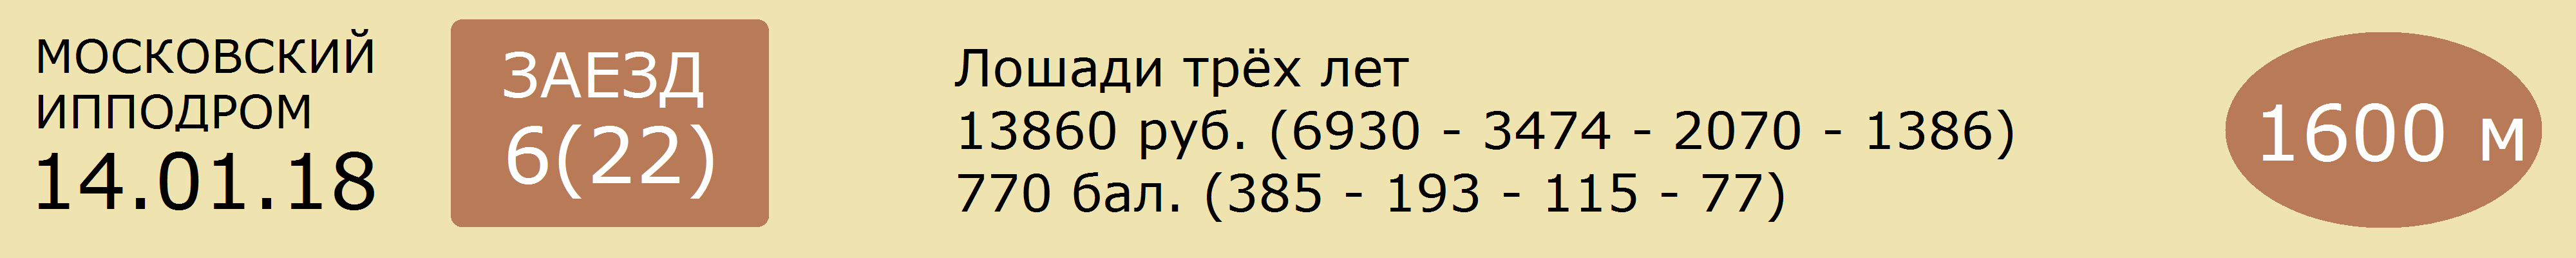 МОСКОВСКИЙ
ИППОДРОМ
14.01.18
ЗАЕЗД
6(22)
Лошади трёх лет
13860 руб. (6930 - 3474 - 2070 - 1386)
770 бал. (385 - 193 - 115 - 77)
1600 м